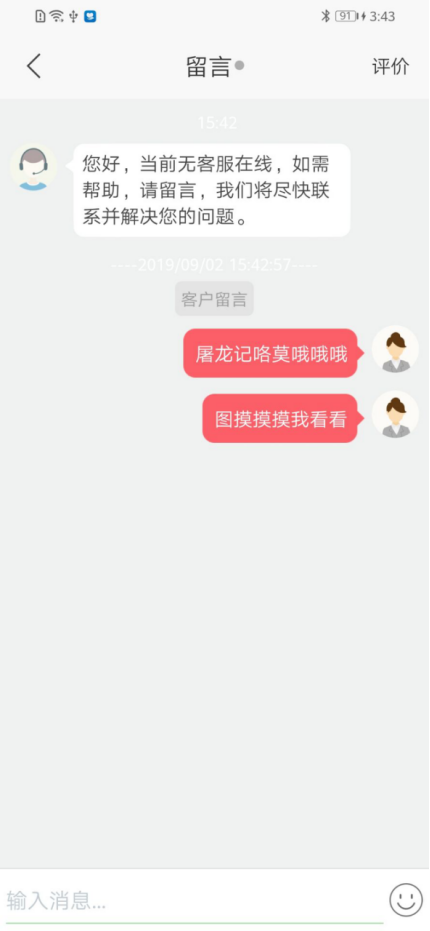 91 3:43
留言 评价
15:42
您好，当前无客服在线，如需
帮助，请留言，我们将尽快联
系并解决您的问题。
----2019/09/02 15:42:57----
客户留言
屠龙记咯莫哦哦哦
图摸摸摸我看看
输入消息...